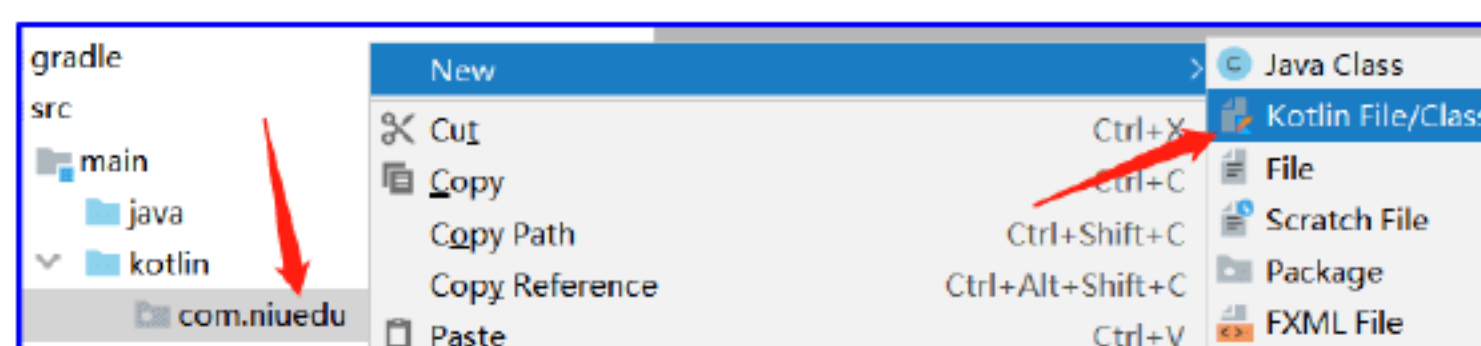 gradle
src
main
java
kotlin
com.niuedu
New
Cut Ctrl+X
Copy Ctrl+C
Copy Path Ctrl+Shift+C
Copy Reference Ctrl+Alt+Shift+C
Paste Ctrl+V
Java Class
Kotlin File/Class
File
Scratch File
Package
FXML File